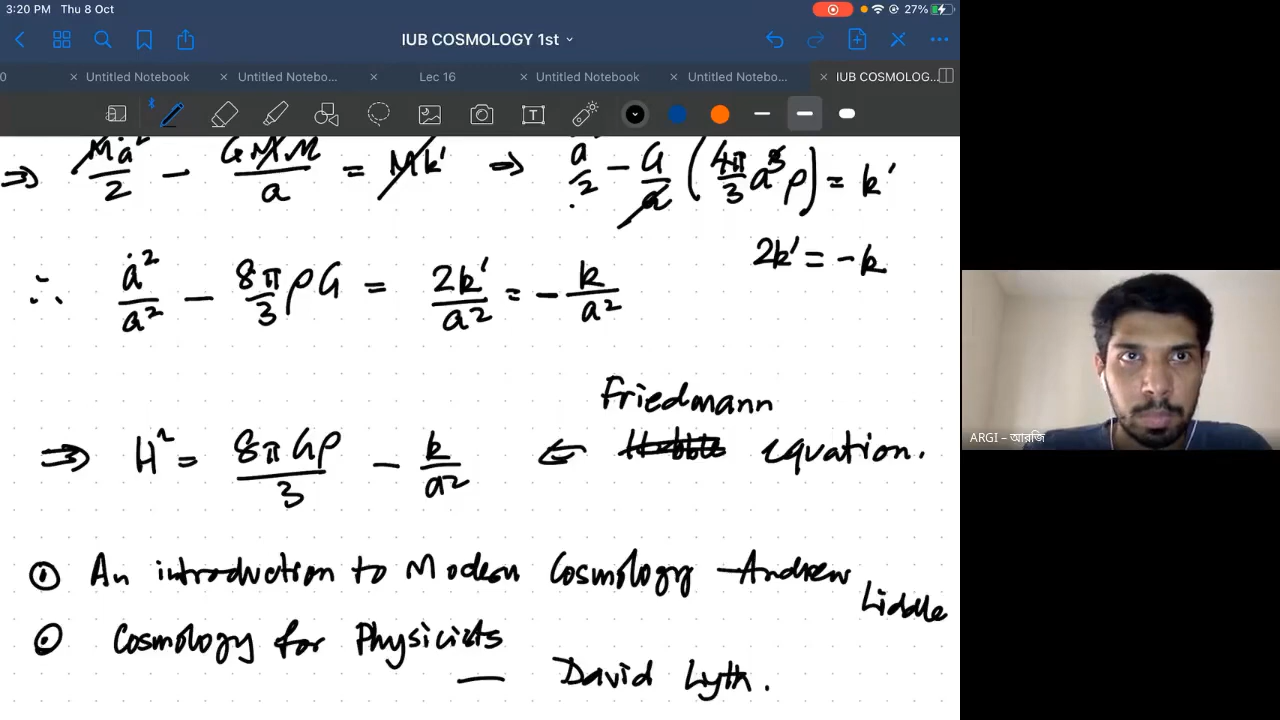 3:20 PM Thu 8 Oct 27%
IUB COSMOLOGY 1st
0 Untitled Notebook Untitled Notebo... Lec 16 Untitled Notebook Untitled Notebo... IUB COSMOLOG...
⇒ Mȧ²/2 − GMM/a = Mk' ⇒ ȧ²/2 − G/a (4π/3 a³ρ) = k'
2k' = −k
∴ ȧ²/a² − 8π/3 ρG = 2k'/a² = −k/a²
Friedmann
⇒ H² = 8πGρ/3 − k/a² ← equation.
① An introduction to Modern Cosmology — Andrew
Liddle
② Cosmology for Physicists
— David Lyth.
ARGI – আরজি